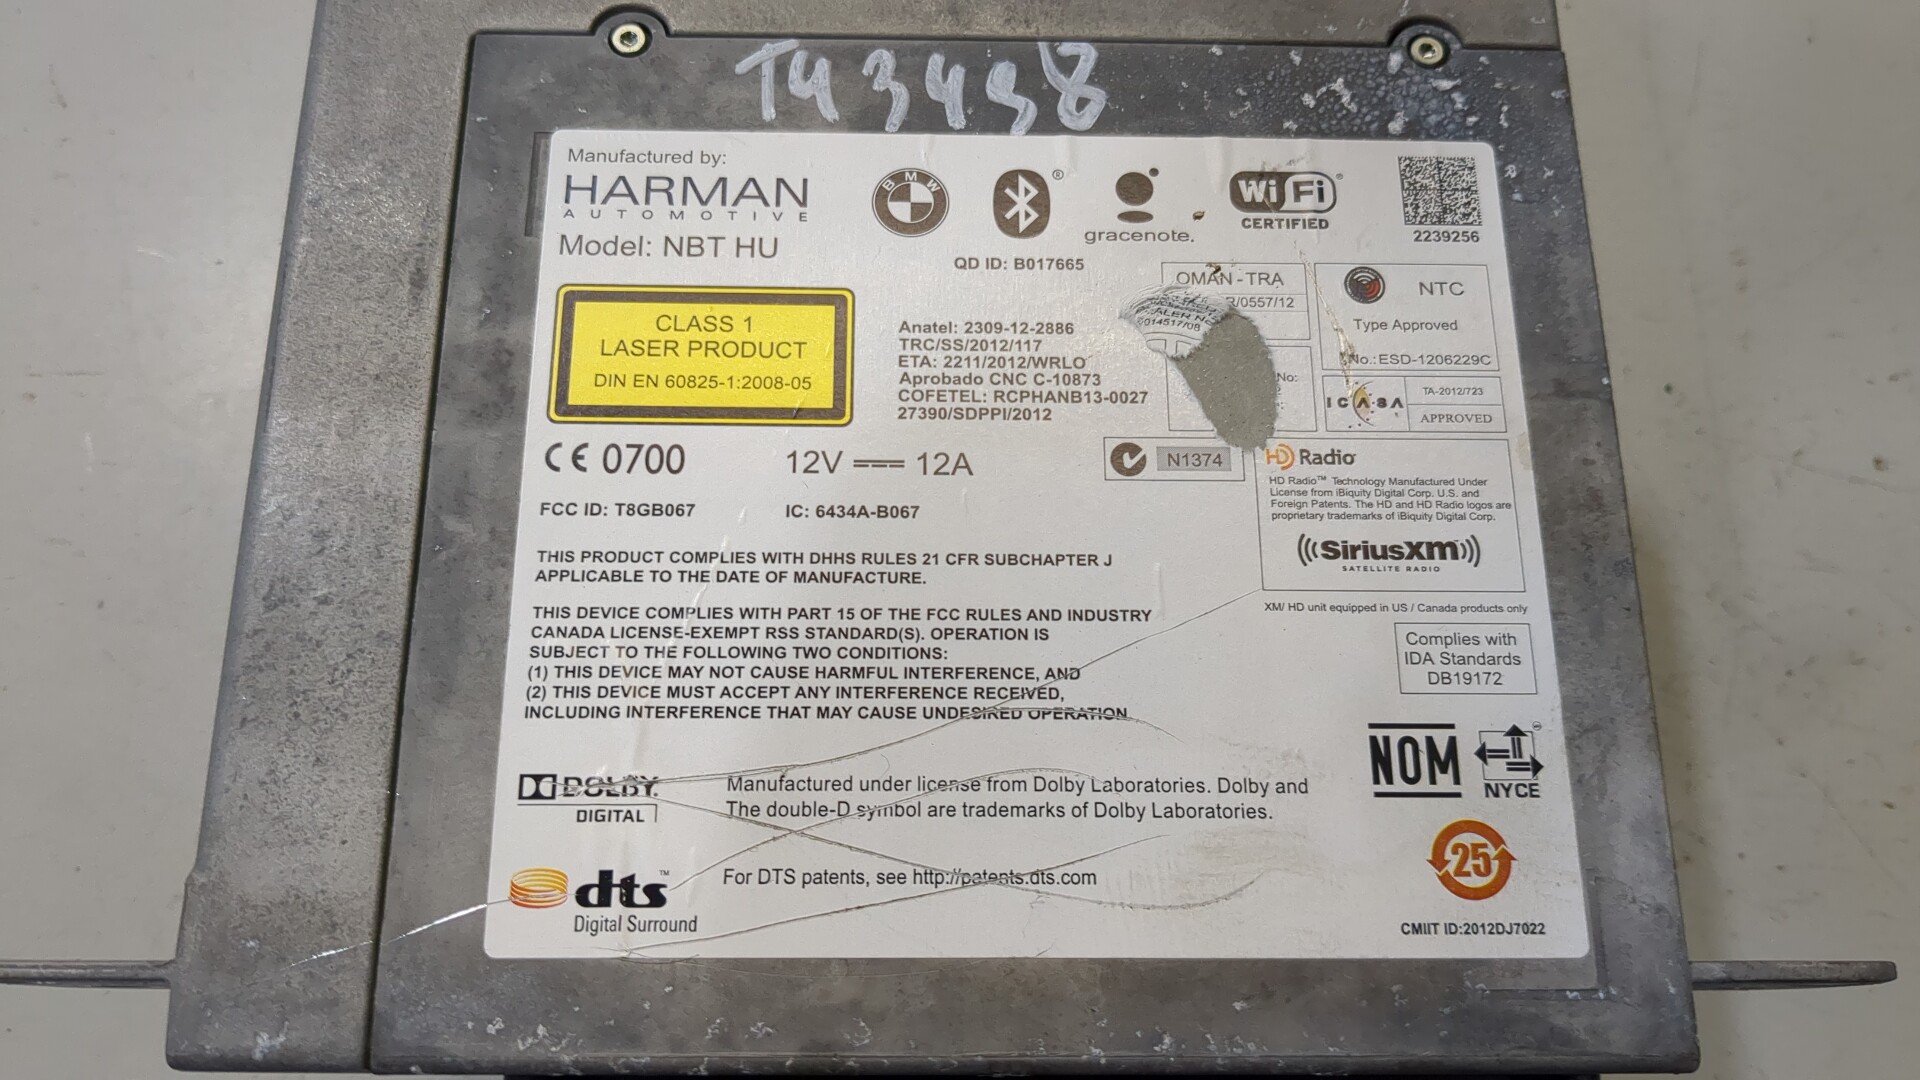 T43498
Manufactured by:
HARMAN
AUTOMOTIVE
Model: NBT HU
BMW
®
gracenote.
Wi Fi ®
CERTIFIED
2239256
QD ID: B017665
CLASS 1
LASER PRODUCT
DIN EN 60825-1:2008-05
Anatel: 2309-12-2886
TRC/SS/2012/117
ETA: 2211/2012/WRLO
Aprobado CNC C-10873
COFETEL: RCPHANB13-0027
27390/SDPPI/2012
OMAN - TRA
R/0557/12
0014517/08
No:
NTC
Type Approved
No.: ESD-1206229C
ICASA
TA-2012/723
APPROVED
CE 0700
12V 12A
N1374
FCC ID: T8GB067
IC: 6434A-B067
HD Radio
HD Radio™ Technology Manufactured Under
License from iBiquity Digital Corp. U.S. and
Foreign Patents. The HD and HD Radio logos are
proprietary trademarks of iBiquity Digital Corp.
SiriusXM
SATELLITE RADIO
XM/ HD unit equipped in US / Canada products only
THIS PRODUCT COMPLIES WITH DHHS RULES 21 CFR SUBCHAPTER J
APPLICABLE TO THE DATE OF MANUFACTURE.
THIS DEVICE COMPLIES WITH PART 15 OF THE FCC RULES AND INDUSTRY
CANADA LICENSE-EXEMPT RSS STANDARD(S). OPERATION IS
SUBJECT TO THE FOLLOWING TWO CONDITIONS:
(1) THIS DEVICE MAY NOT CAUSE HARMFUL INTERFERENCE, AND
(2) THIS DEVICE MUST ACCEPT ANY INTERFERENCE RECEIVED,
INCLUDING INTERFERENCE THAT MAY CAUSE UNDESIRED OPERATION
Complies with
IDA Standards
DB19172
NOM
NYCE
DOLBY
DIGITAL
Manufactured under license from Dolby Laboratories. Dolby and
The double-D symbol are trademarks of Dolby Laboratories.
25
dts™
Digital Surround
For DTS patents, see http://patents.dts.com
CMIIT ID:2012DJ7022